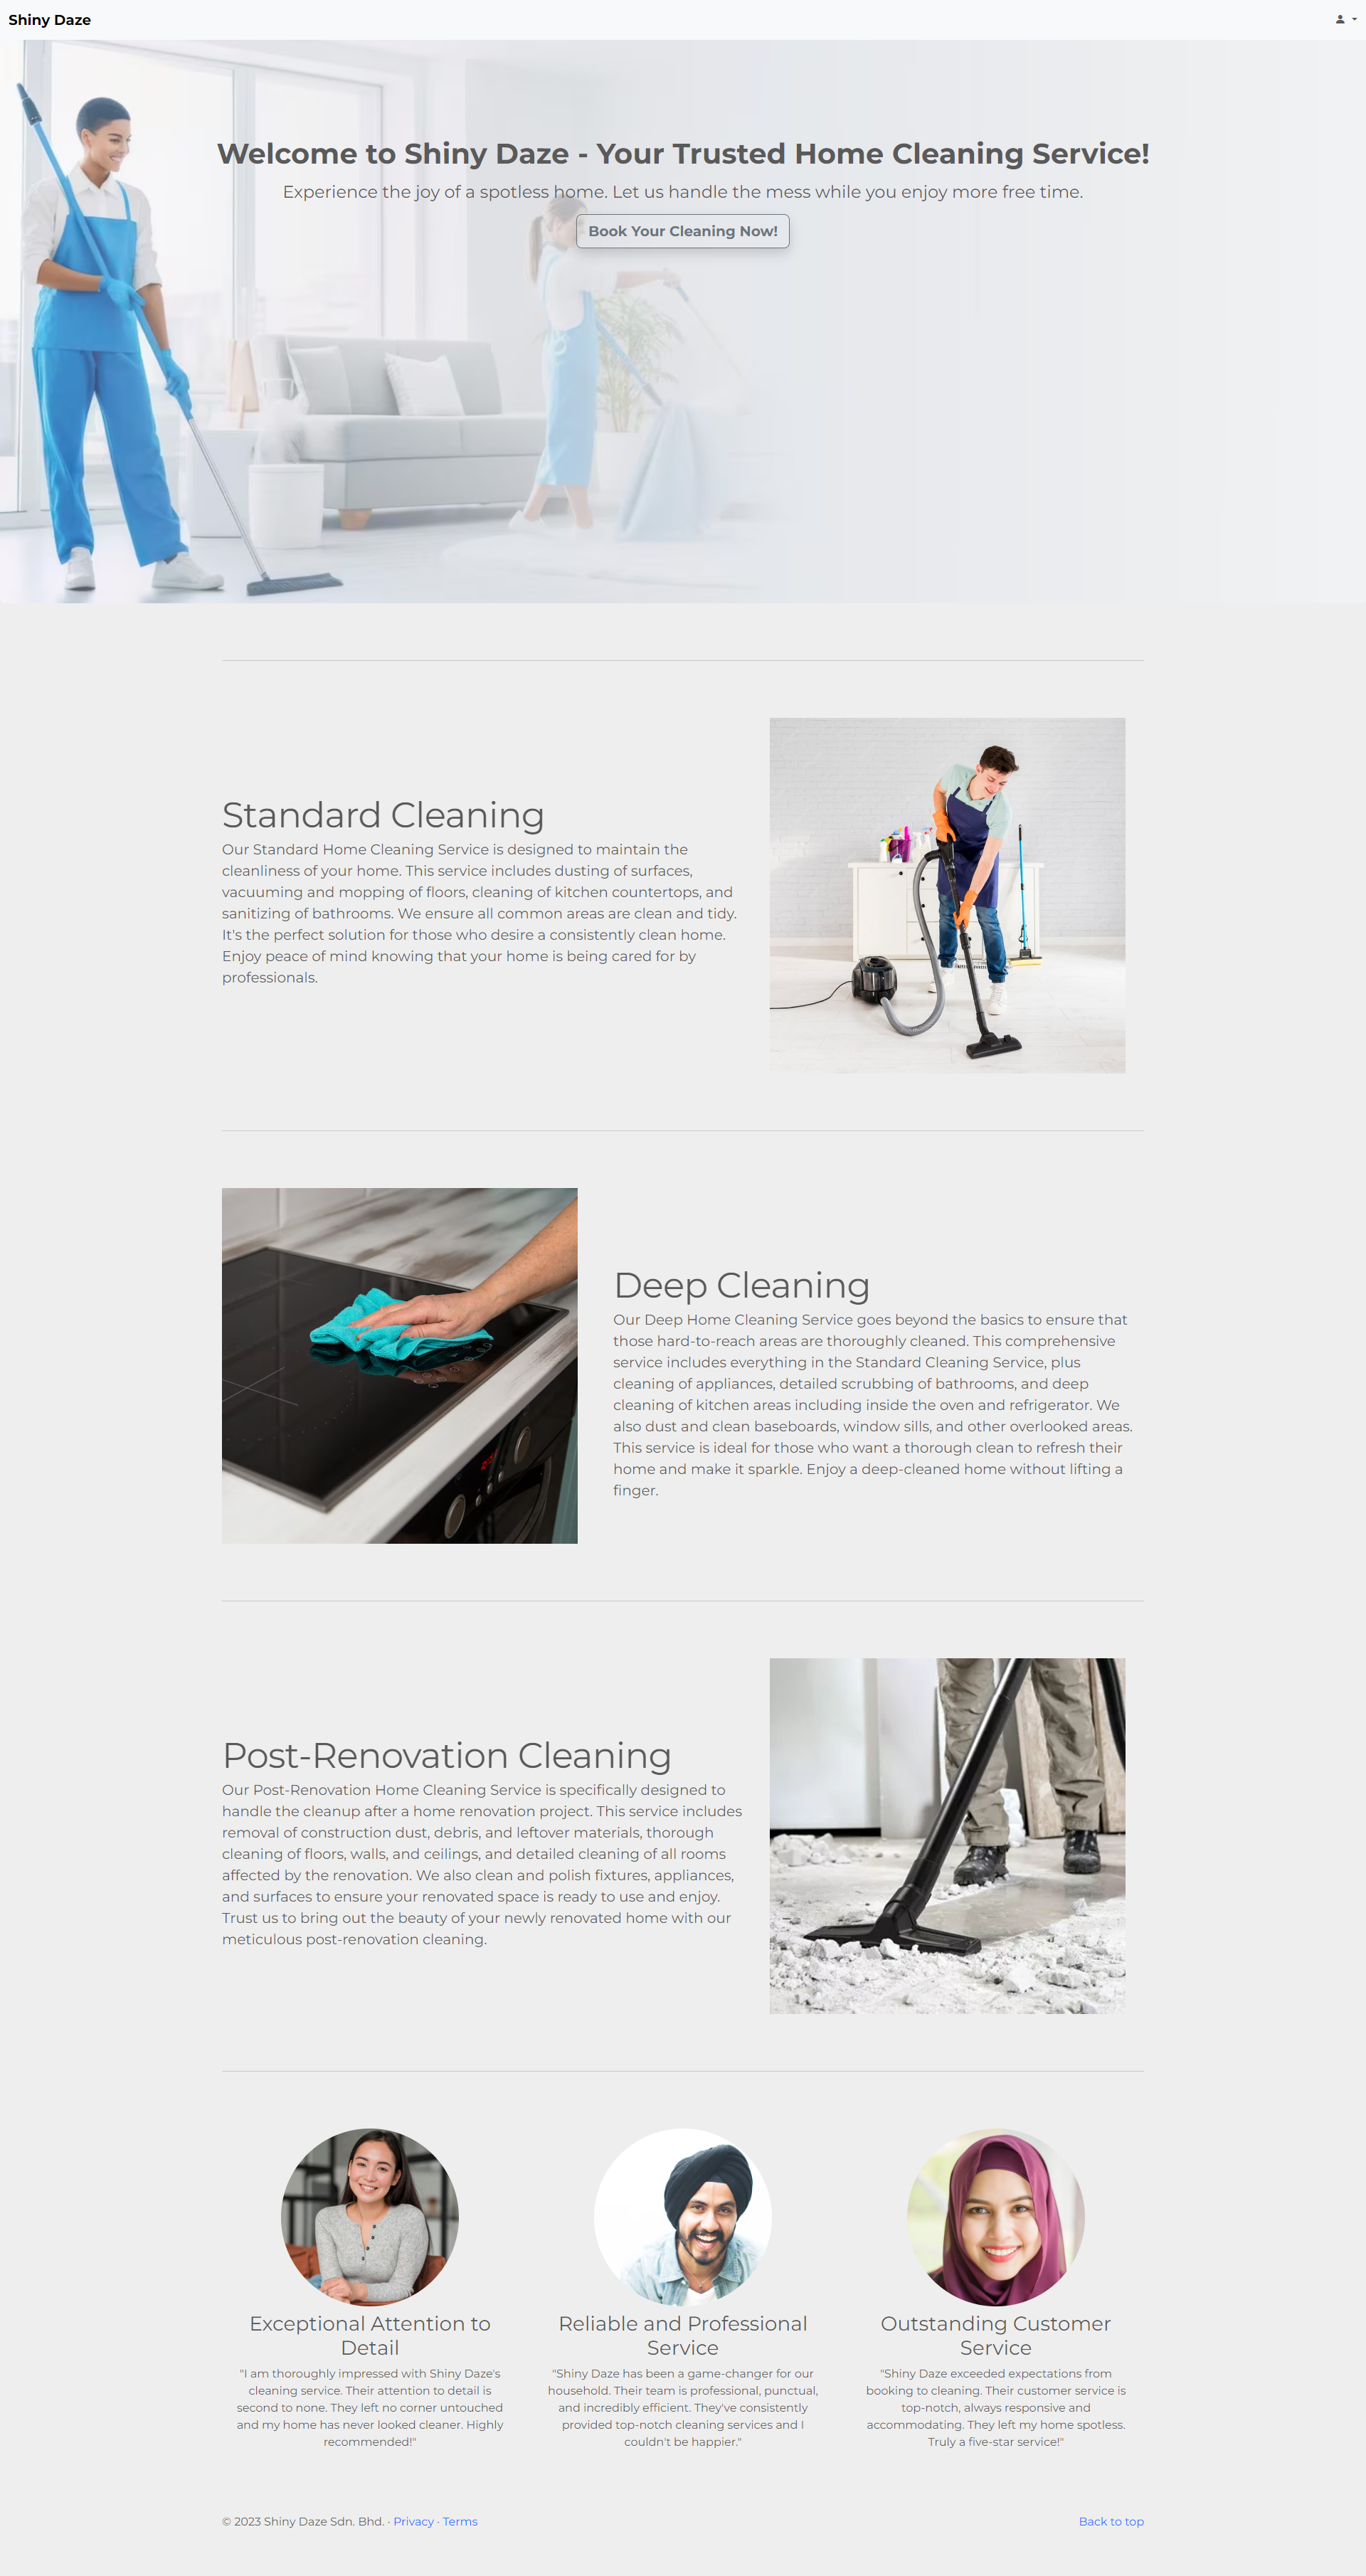 Shiny Daze
Welcome to Shiny Daze - Your Trusted Home Cleaning Service!
Experience the joy of a spotless home. Let us handle the mess while you enjoy more free time.
Book Your Cleaning Now!
Standard Cleaning
Our Standard Home Cleaning Service is designed to maintain the
cleanliness of your home. This service includes dusting of surfaces,
vacuuming and mopping of floors, cleaning of kitchen countertops, and
sanitizing of bathrooms. We ensure all common areas are clean and tidy.
It's the perfect solution for those who desire a consistently clean home.
Enjoy peace of mind knowing that your home is being cared for by
professionals.
Deep Cleaning
Our Deep Home Cleaning Service goes beyond the basics to ensure that
those hard-to-reach areas are thoroughly cleaned. This comprehensive
service includes everything in the Standard Cleaning Service, plus
cleaning of appliances, detailed scrubbing of bathrooms, and deep
cleaning of kitchen areas including inside the oven and refrigerator. We
also dust and clean baseboards, window sills, and other overlooked areas.
This service is ideal for those who want a thorough clean to refresh their
home and make it sparkle. Enjoy a deep-cleaned home without lifting a
finger.
Post-Renovation Cleaning
Our Post-Renovation Home Cleaning Service is specifically designed to
handle the cleanup after a home renovation project. This service includes
removal of construction dust, debris, and leftover materials, thorough
cleaning of floors, walls, and ceilings, and detailed cleaning of all rooms
affected by the renovation. We also clean and polish fixtures, appliances,
and surfaces to ensure your renovated space is ready to use and enjoy.
Trust us to bring out the beauty of your newly renovated home with our
meticulous post-renovation cleaning.
Exceptional Attention to
Detail
"I am thoroughly impressed with Shiny Daze's
cleaning service. Their attention to detail is
second to none. They left no corner untouched
and my home has never looked cleaner. Highly
recommended!"
Reliable and Professional
Service
"Shiny Daze has been a game-changer for our
household. Their team is professional, punctual,
and incredibly efficient. They've consistently
provided top-notch cleaning services and I
couldn't be happier."
Outstanding Customer
Service
"Shiny Daze exceeded expectations from
booking to cleaning. Their customer service is
top-notch, always responsive and
accommodating. They left my home spotless.
Truly a five-star service!"
© 2023 Shiny Daze Sdn. Bhd. · Privacy · Terms
Back to top